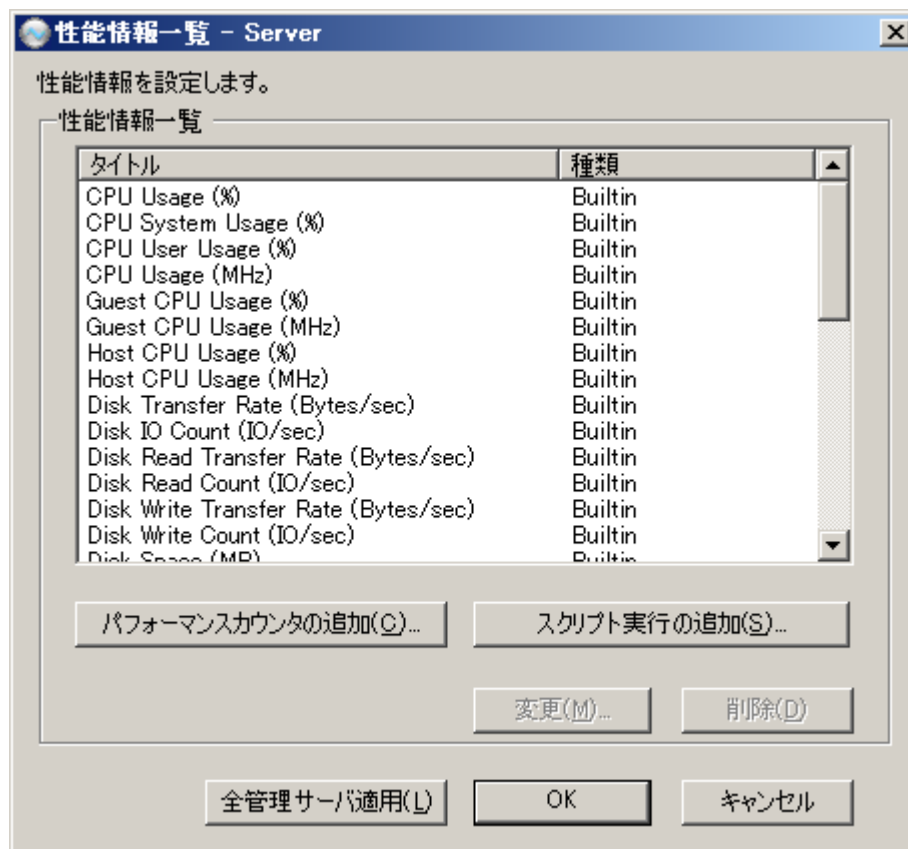 性能情報一覧 - Server
性能情報を設定します。
性能情報一覧
タイトル 種類
CPU Usage (%) Builtin
CPU System Usage (%) Builtin
CPU User Usage (%) Builtin
CPU Usage (MHz) Builtin
Guest CPU Usage (%) Builtin
Guest CPU Usage (MHz) Builtin
Host CPU Usage (%) Builtin
Host CPU Usage (MHz) Builtin
Disk Transfer Rate (Bytes/sec) Builtin
Disk IO Count (IO/sec) Builtin
Disk Read Transfer Rate (Bytes/sec) Builtin
Disk Read Count (IO/sec) Builtin
Disk Write Transfer Rate (Bytes/sec) Builtin
Disk Write Count (IO/sec) Builtin
Disk Space (MB) Builtin
パフォーマンスカウンタの追加(C)... スクリプト実行の追加(S)...
変更(M)... 削除(D)
全管理サーバ適用(L) OK キャンセル